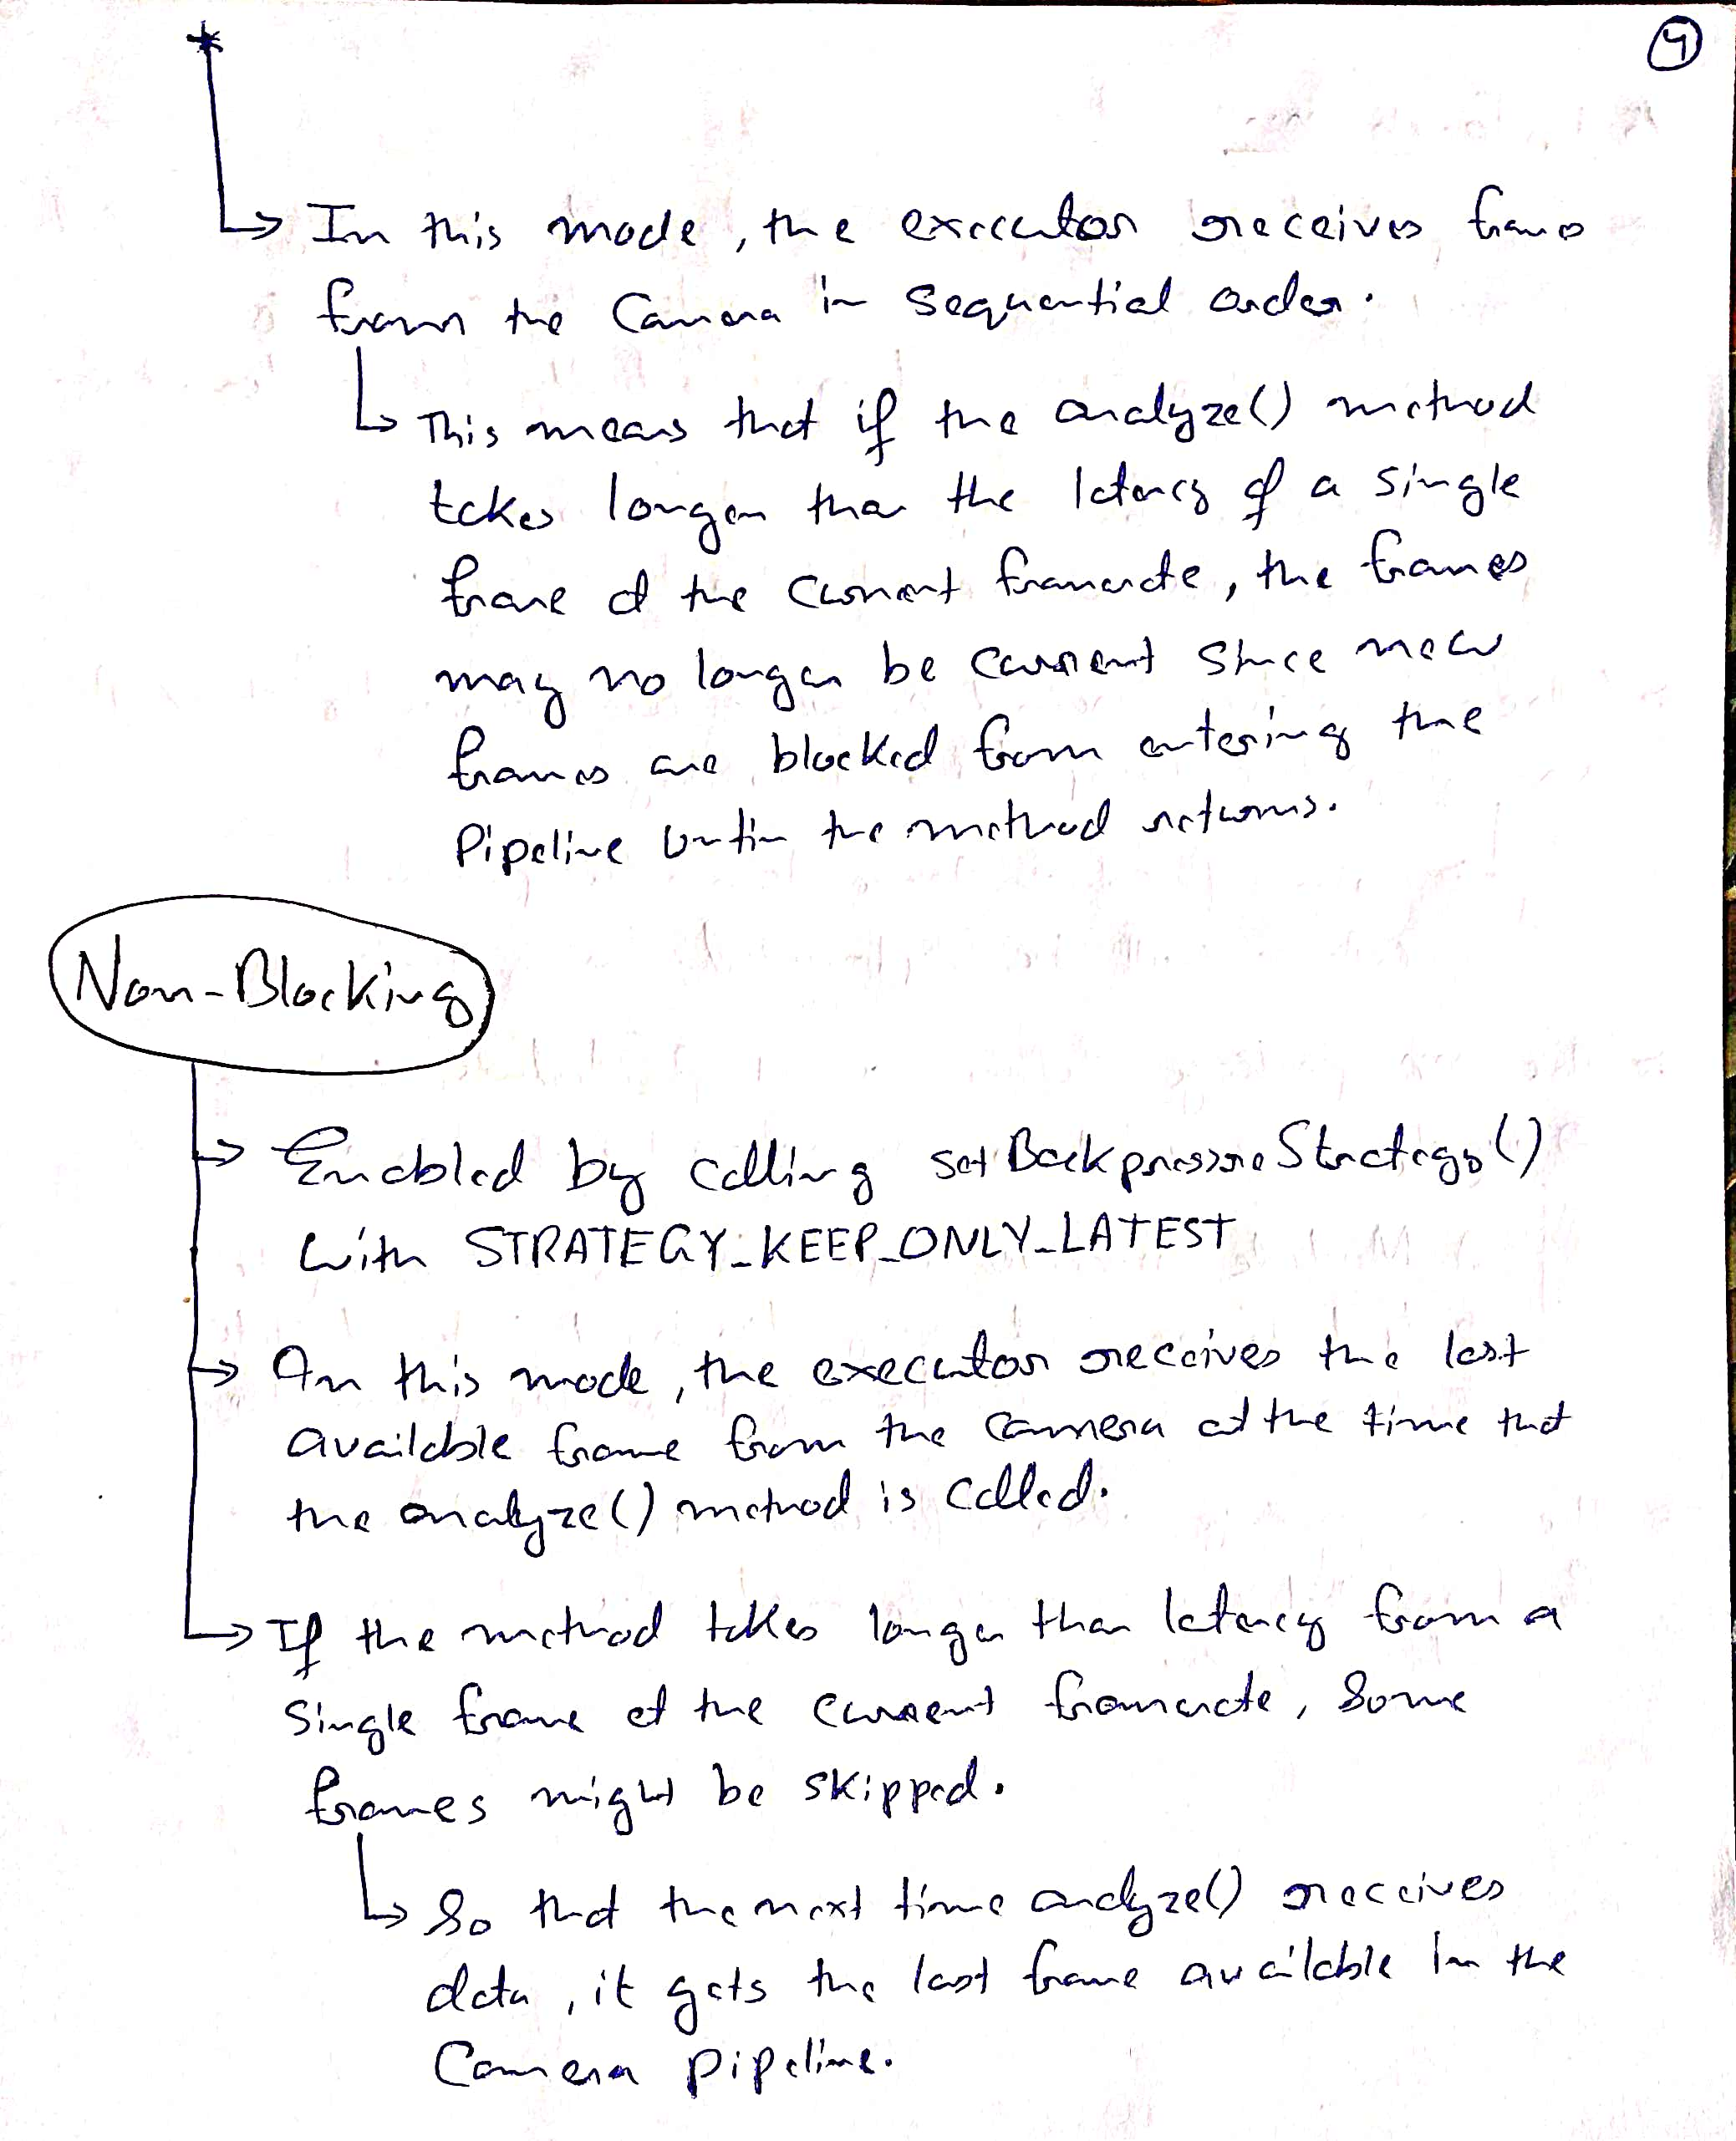 4
In this mode, the executor receives frames
from the Camera in Sequential order.
This means that if the analyze() method
takes longer than the latency of a single
frame at the current framerate, the frames
may no longer be current since new
frames are blocked from entering the
Pipeline until the method returns.
Non-Blocking
Enabled by calling setBackpressureStrategy()
with STRATEGY_KEEP_ONLY_LATEST
In this mode, the executor receives the last
available frame from the camera at the time that
the analyze() method is called.
If the method takes longer than latency from a
Single frame at the current framerate, Some
frames might be skipped.
So that the next time analyze() receives
data, it gets the last frame available In the
Camera Pipeline.